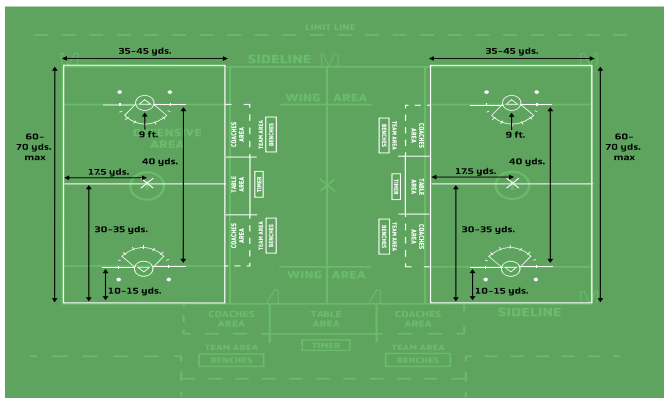 LIMIT LINE
35–45 yds.
35–45 yds.
SIDELINE
WING AREA
DEFENSIVE
AREA
9 ft.
9 ft.
COACHES
AREA
TEAM AREA
BENCHES
BENCHES
TEAM AREA
COACHES
AREA
60–
70 yds.
max
60–
70 yds.
max
40 yds.
40 yds.
17.5 yds.
17.5 yds.
TABLE
AREA
TIMER
TIMER
TABLE
AREA
30–35 yds.
30–35 yds.
COACHES
AREA
TEAM AREA
BENCHES
BENCHES
TEAM AREA
COACHES
AREA
WING AREA
10–15 yds.
10–15 yds.
COACHES
AREA
TABLE
AREA
COACHES
AREA
SIDELINE
TIMER
TEAM AREA
BENCHES
TEAM AREA
BENCHES